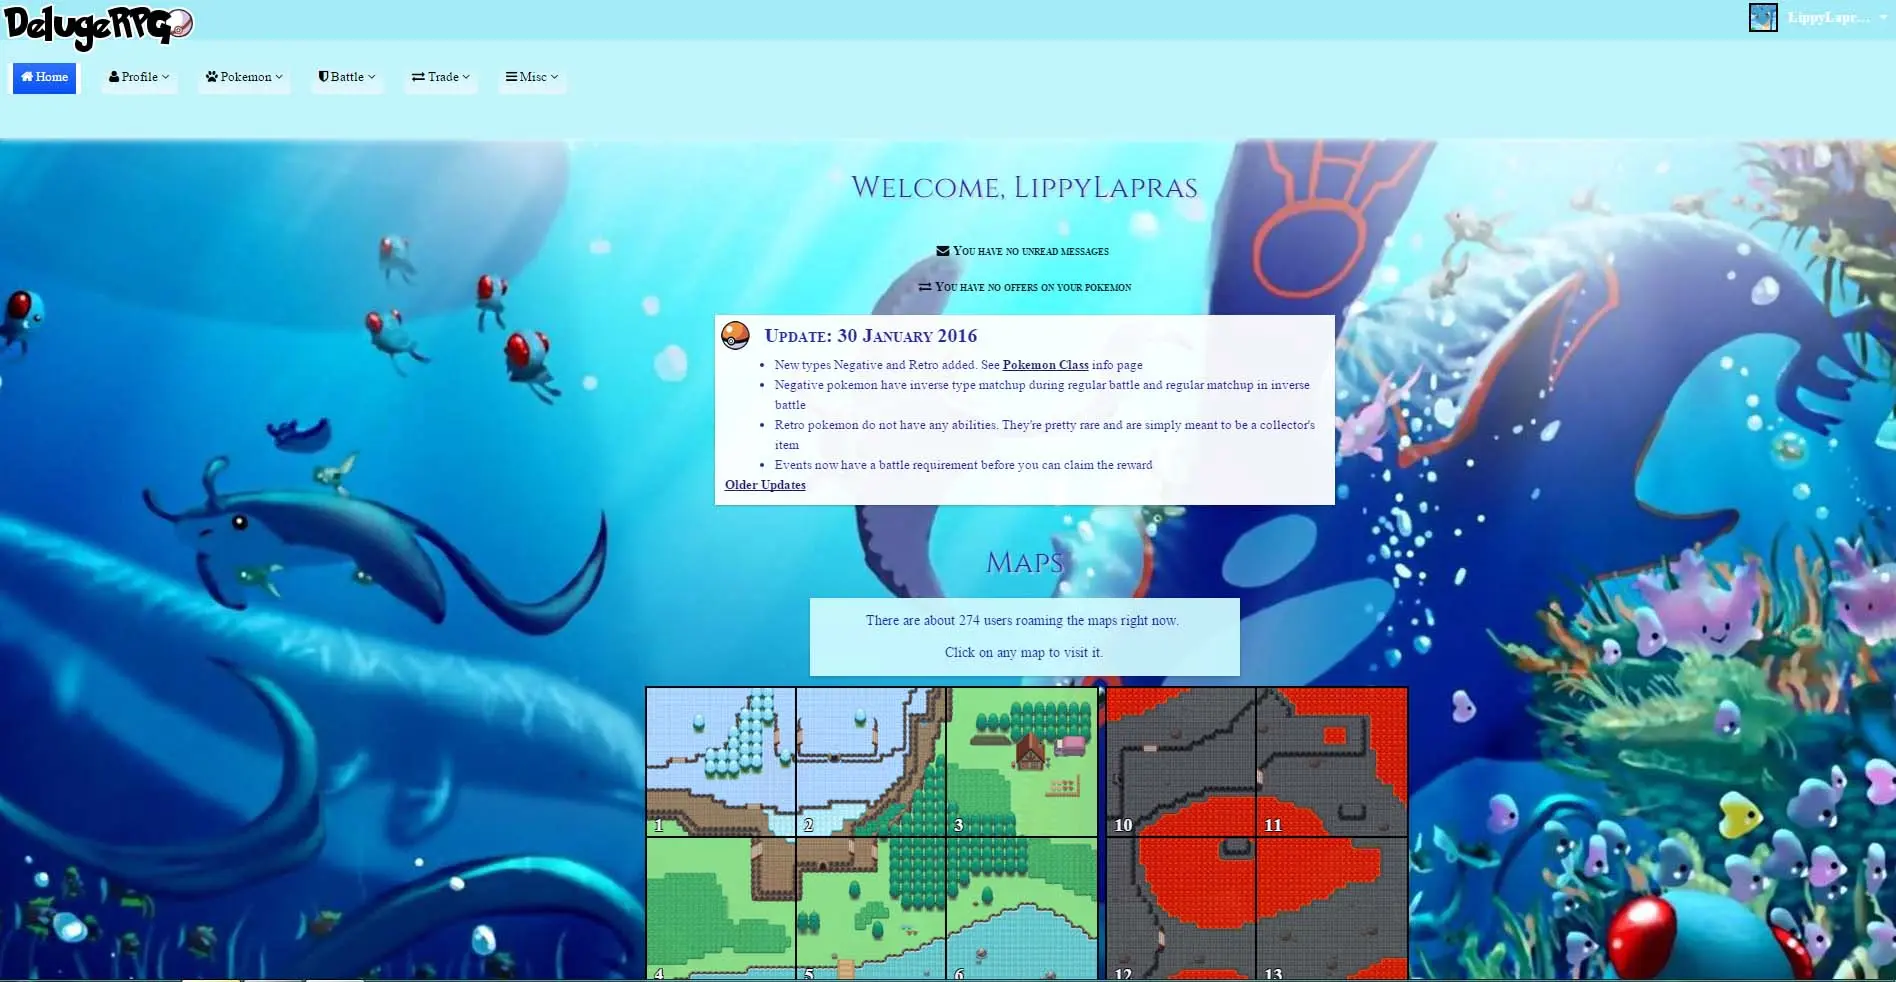 DelugeRPG
LippyLapr...
Home Profile Pokemon Battle Trade Misc
Welcome, LippyLapras
You have no unread messages
You have no offers on your pokemon
Update: 30 January 2016
New types Negative and Retro added. See Pokemon Class info page
Negative pokemon have inverse type matchup during regular battle and regular matchup in inverse
battle
Retro pokemon do not have any abilities. They're pretty rare and are simply meant to be a collector's
item
Events now have a battle requirement before you can claim the reward
Older Updates
Maps
There are about 274 users roaming the maps right now.
Click on any map to visit it.
1 2 3 10 11
4 5 6 12 13